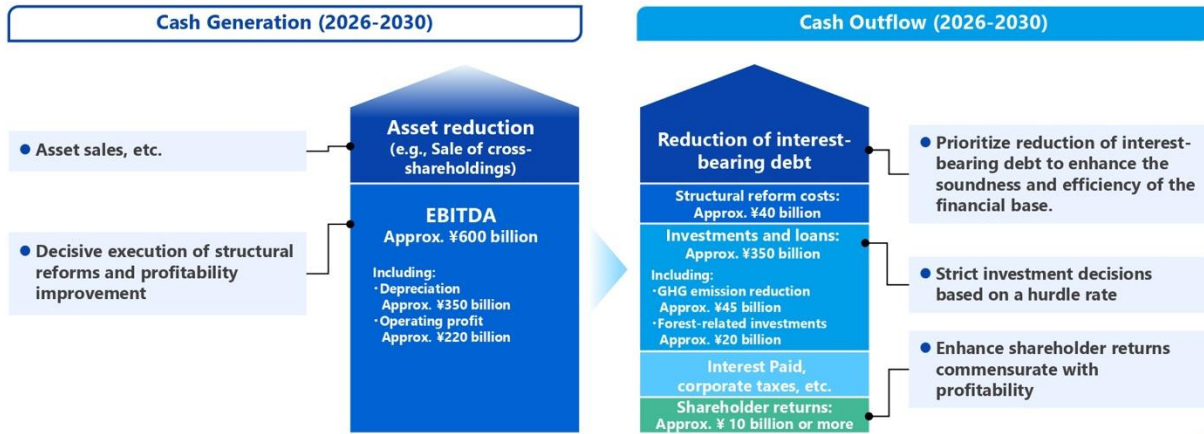 Cash Generation (2026-2030)
Asset sales, etc.
Decisive execution of structural
reforms and profitability
improvement
Asset reduction
(e.g., Sale of cross-
shareholdings)
EBITDA
Approx. ¥600 billion
Including:
・Depreciation
Approx. ¥350 billion
・Operating profit
Approx. ¥220 billion
Cash Outflow (2026-2030)
Reduction of interest-
bearing debt
Structural reform costs:
Approx. ¥40 billion
Investments and loans:
Approx. ¥350 billion
Including:
・GHG emission reduction
Approx. ¥45 billion
・Forest-related investments
Approx. ¥20 billion
Interest Paid,
corporate taxes, etc.
Shareholder returns:
Approx. ¥ 10 billion or more
Prioritize reduction of interest-
bearing debt to enhance the
soundness and efficiency of the
financial base.
Strict investment decisions
based on a hurdle rate
Enhance shareholder returns
commensurate with
profitability